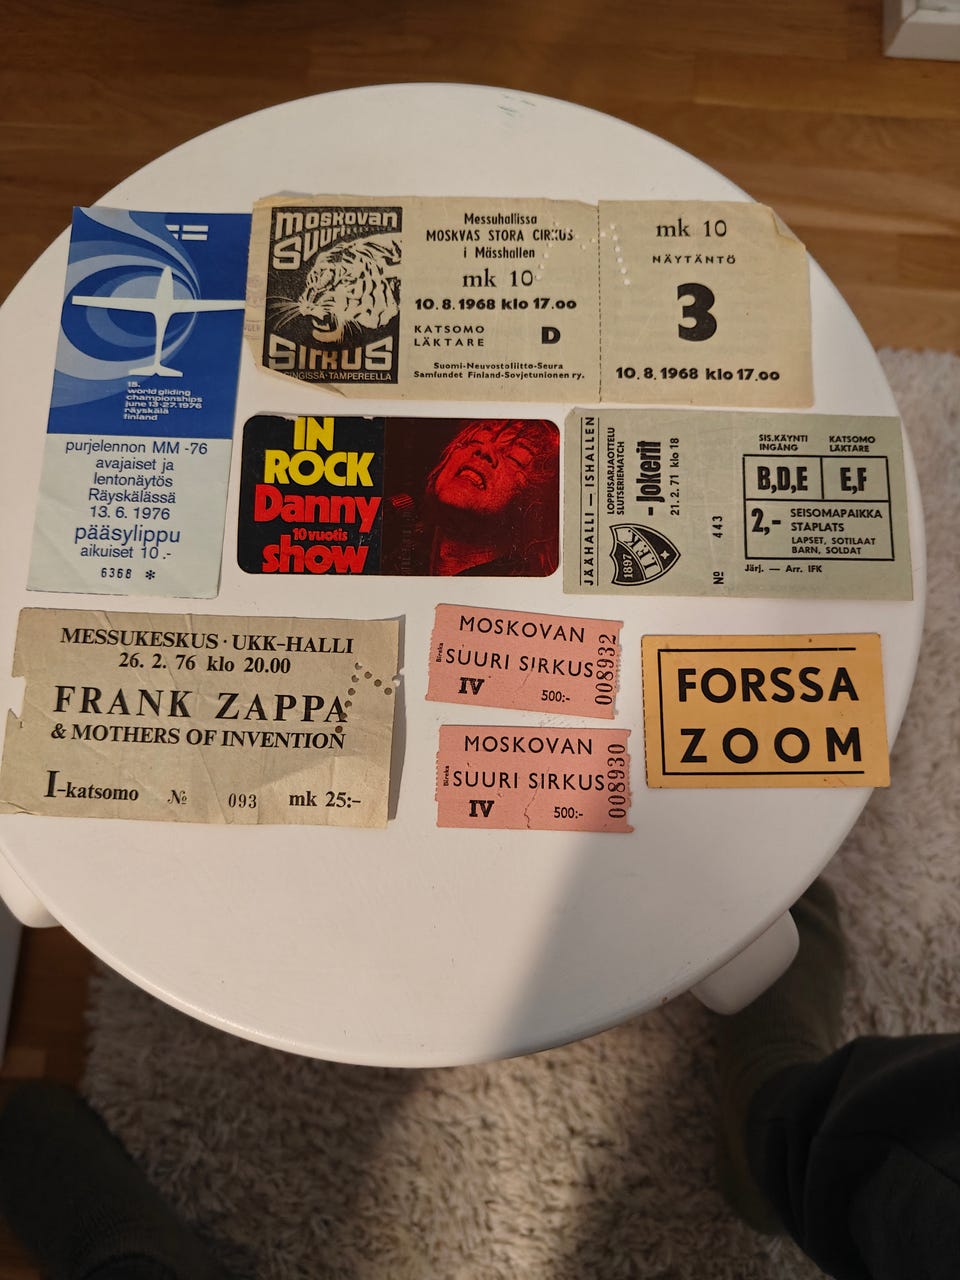 15.
world gliding
championships
june 13-27.1976
räyskälä
finland
purjelennon MM -76
avajaiset ja
lentonäytös
Räyskälässä
13. 6. 1976
pääsylippu
aikuiset 10 .-
6368 *
moskovan
suuri
sirkus
INGISSÄ·TAMPEREELLA
Messuhallissa
MOSKVAS STORA CIRKUS
i Mässhallen
mk 10
10.8.1968 klo 17.00
KATSOMO
LÄKTARE D
Suomi-Neuvostoliitto-Seura
Samfundet Finland-Sovjetunionen ry.
mk 10
NÄYTÄNTÖ
3
10.8.1968 klo 17.00
IN
ROCK
Danny
10 vuotis
show
JÄÄHALLI — ISHALLEN
LOPPUSARJAOTTELU
SLUTSERIEMATCH
- Jokerit
21. 2. 71 klo 18
1897 IFK
№ 443
SIS.KÄYNTI
INGÅNG
KATSOMO
LÄKTARE
B,D,E E,F
2,- SEISOMAPAIKKA
STAPLATS
LAPSET, SOTILAAT
BARN, SOLDAT
Järj. — Arr. IFK
MESSUKESKUS · UKK-HALLI
26. 2. 76 klo 20.00
FRANK ZAPPA
& MOTHERS OF INVENTION
I-katsomo № 093 mk 25:-
Bireka
MOSKOVAN
SUURI SIRKUS
IV 500:-
008932
Bireka
MOSKOVAN
SUURI SIRKUS
IV 500:-
008930
FORSSA
ZOOM